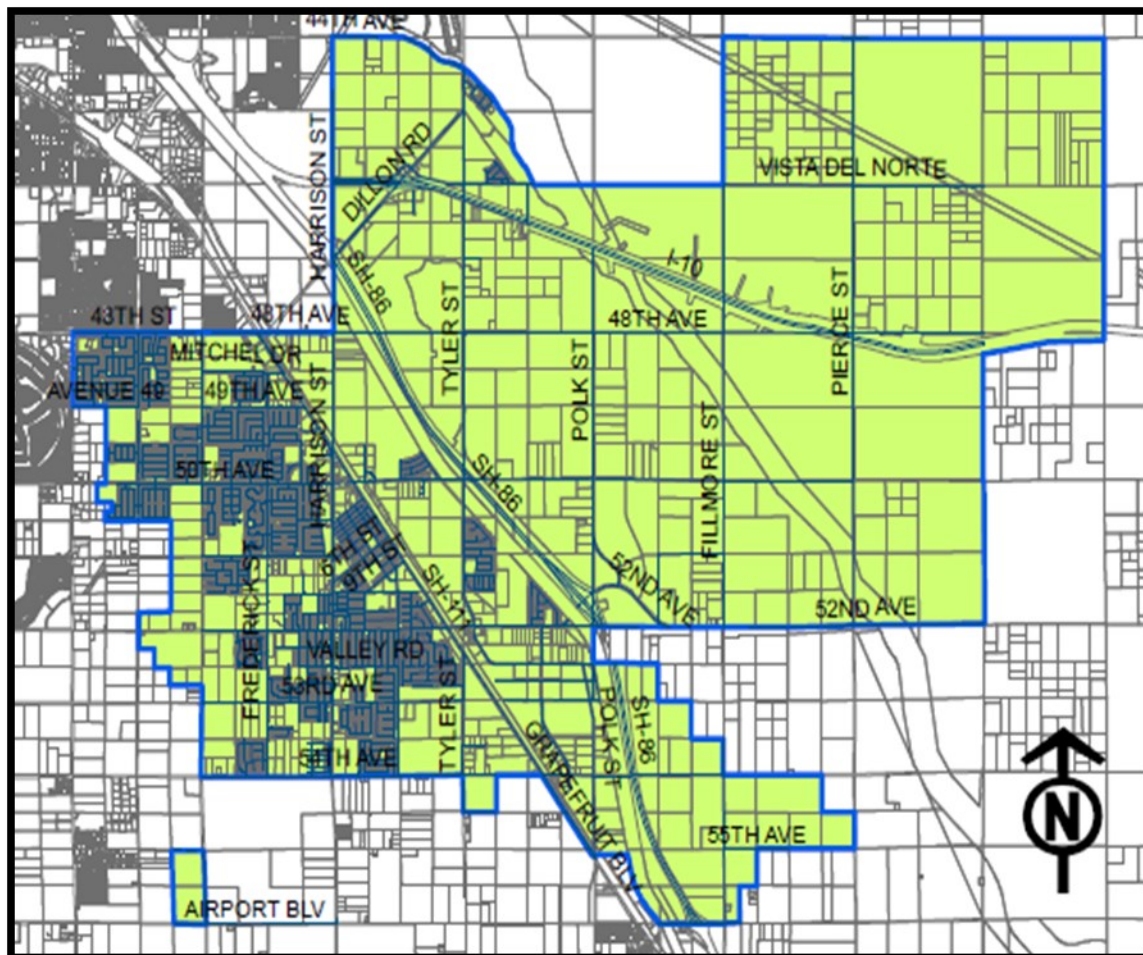 44TH AVE
HARRISON ST
DILLON RD
VISTA DEL NORTE
SH-86
I-10
43TH ST
48TH AVE
TYLER ST
48TH AVE
PIERCE ST
MITCHEL DR
AVENUE 49
49TH AVE
HARRISON ST
POLK ST
FILLMORE ST
50TH AVE
SH-86
6TH ST
9TH S
SH-111
52ND AVE
52ND AVE
FREDERICK ST
VALLEY RD
53RD AVE
TYLER ST
POLK ST
SH-86
54TH AVE
GRAPEFRUIT BLV
55TH AVE
N
AIRPORT BLV